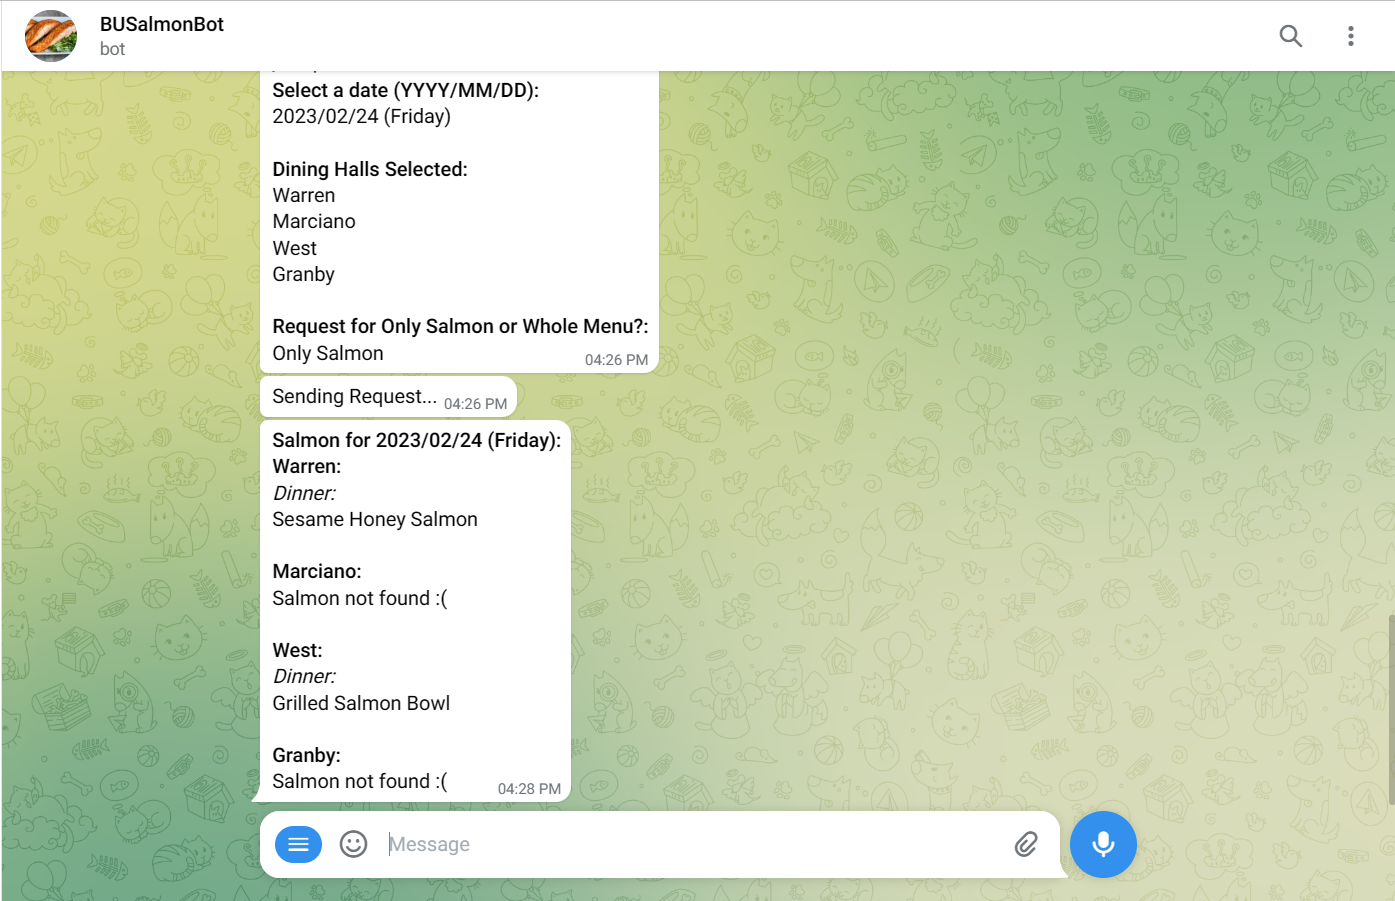 BUSalmonBot
bot
Select a date (YYYY/MM/DD):
2023/02/24 (Friday)
Dining Halls Selected:
Warren
Marciano
West
Granby
Request for Only Salmon or Whole Menu?:
Only Salmon
04:26 PM
Sending Request...
04:26 PM
Salmon for 2023/02/24 (Friday):
Warren:
Dinner:
Sesame Honey Salmon
Marciano:
Salmon not found :(
West:
Dinner:
Grilled Salmon Bowl
Granby:
Salmon not found :(
04:28 PM
Message